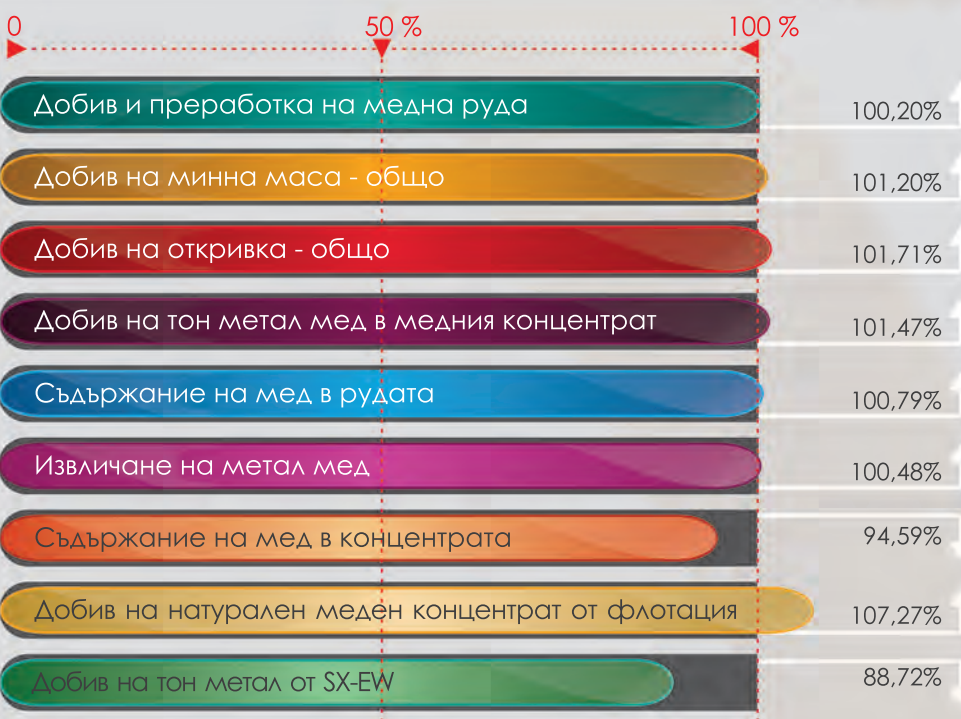 0 50 % 100 %
Добив и преработка на медна руда 100,20%
Добив на минна маса - общо 101,20%
Добив на откривка - общо 101,71%
Добив на тон метал мед в медния концентрат 101,47%
Съдържание на мед в рудата 100,79%
Извличане на метал мед 100,48%
Съдържание на мед в концентрата 94,59%
Добив на натурален меден концентрат от флотация 107,27%
Добив на тон метал от SX-EW 88,72%